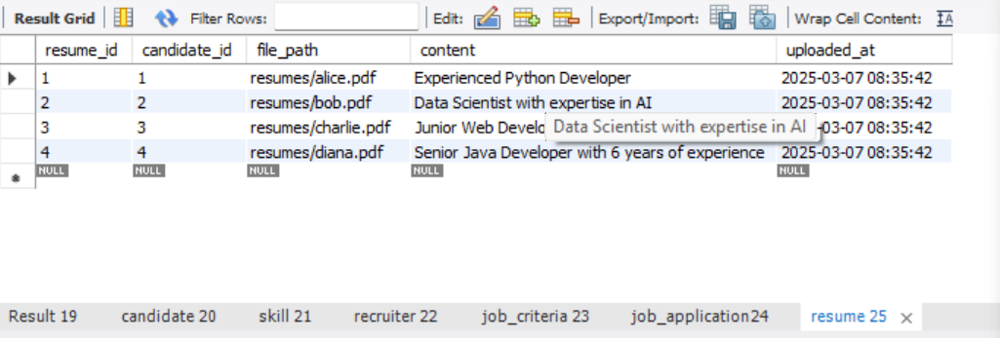 Result Grid Filter Rows: Edit: Export/Import: Wrap Cell Content:
resume_id candidate_id file_path content uploaded_at
1 1 resumes/alice.pdf Experienced Python Developer 2025-03-07 08:35:42
2 2 resumes/bob.pdf Data Scientist with expertise in AI 2025-03-07 08:35:42
3 3 resumes/charlie.pdf Junior Web Develo Data Scientist with expertise in AI -03-07 08:35:42
4 4 resumes/diana.pdf Senior Java Developer with 6 years of experience 2025-03-07 08:35:42
NULL NULL NULL NULL NULL
Result 19 candidate 20 skill 21 recruiter 22 job_criteria 23 job_application24 resume 25